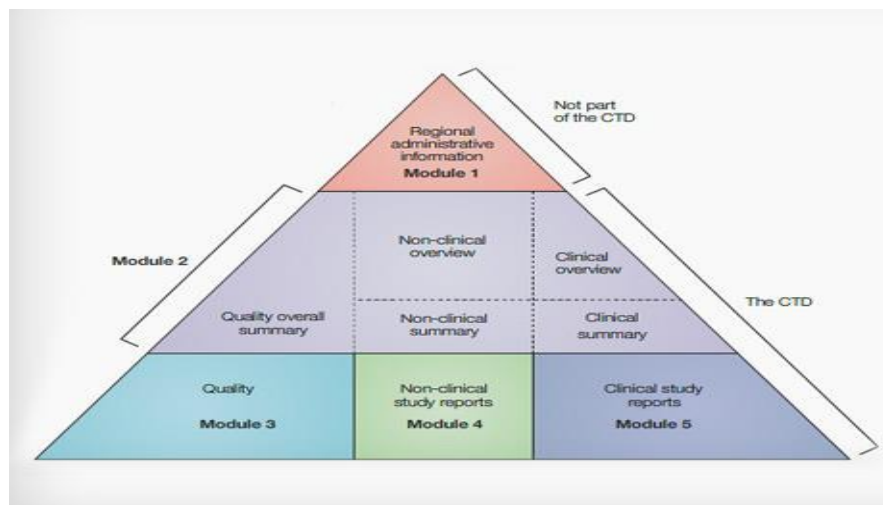 Not part
of the CTD
Regional
administrative
information
Module 1
Module 2
Non-clinical
overview
Clinical
overview
The CTD
Quality overall
summary
Non-clinical
summary
Clinical
summary
Quality
Module 3
Non-clinical
study reports
Module 4
Clinical study
reports
Module 5